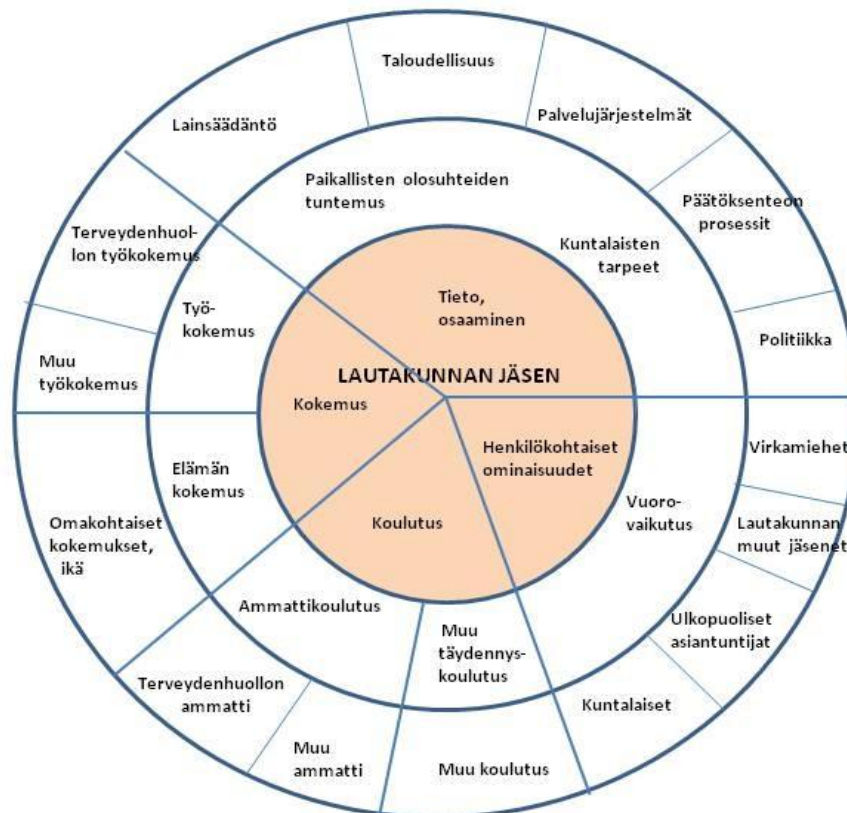 Taloudellisuus
Lainsäädäntö
Palvelujärjestelmät
Paikallisten olosuhteiden
tuntemus
Päätöksenteon
prosessit
Terveydenhuol-
lon työkokemus
Kuntalaisten
tarpeet
Työ-
kokemus
Tieto,
osaaminen
Politiikka
Muu
työkokemus
LAUTAKUNNAN JÄSEN
Kokemus
Henkilökohtaiset
ominaisuudet
Virkamiehet
Elämän
kokemus
Vuoro-
vaikutus
Koulutus
Omakohtaiset
kokemukset,
ikä
Lautakunnan
muut jäsenet
Ammattikoulutus
Muu
täydennys-
koulutus
Ulkopuoliset
asiantuntijat
Terveydenhuollon
ammatti
Kuntalaiset
Muu
ammatti
Muu koulutus